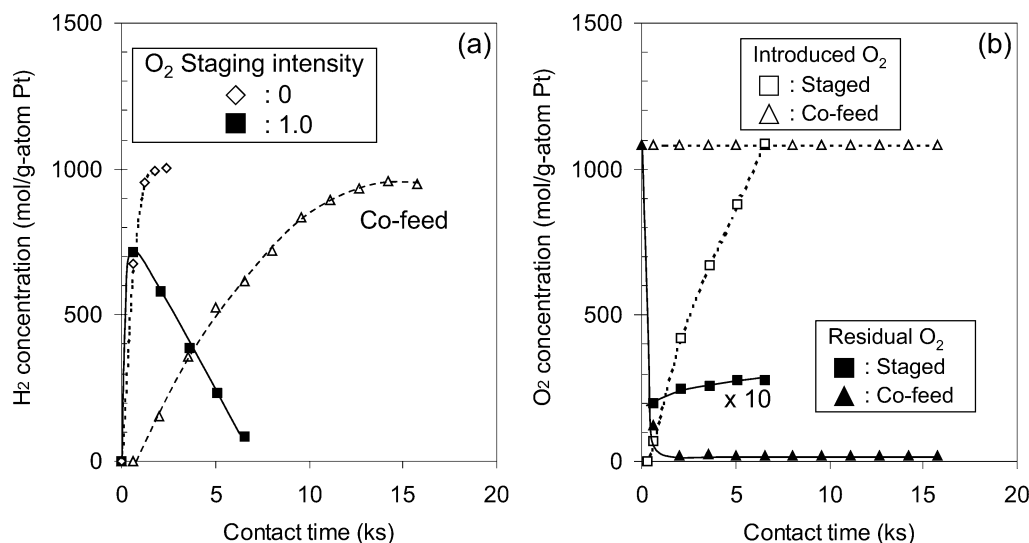 (a)
H2 concentration (mol/g-atom Pt)
1500
1000
500
0
O2 Staging intensity
: 0
: 1.0
Co-feed
0 5 10 15 20
Contact time (ks)
(b)
O2 concentration (mol/g-atom Pt)
1500
1000
500
0
Introduced O2
: Staged
: Co-feed
Residual O2
: Staged
: Co-feed
x 10
0 5 10 15 20
Contact time (ks)